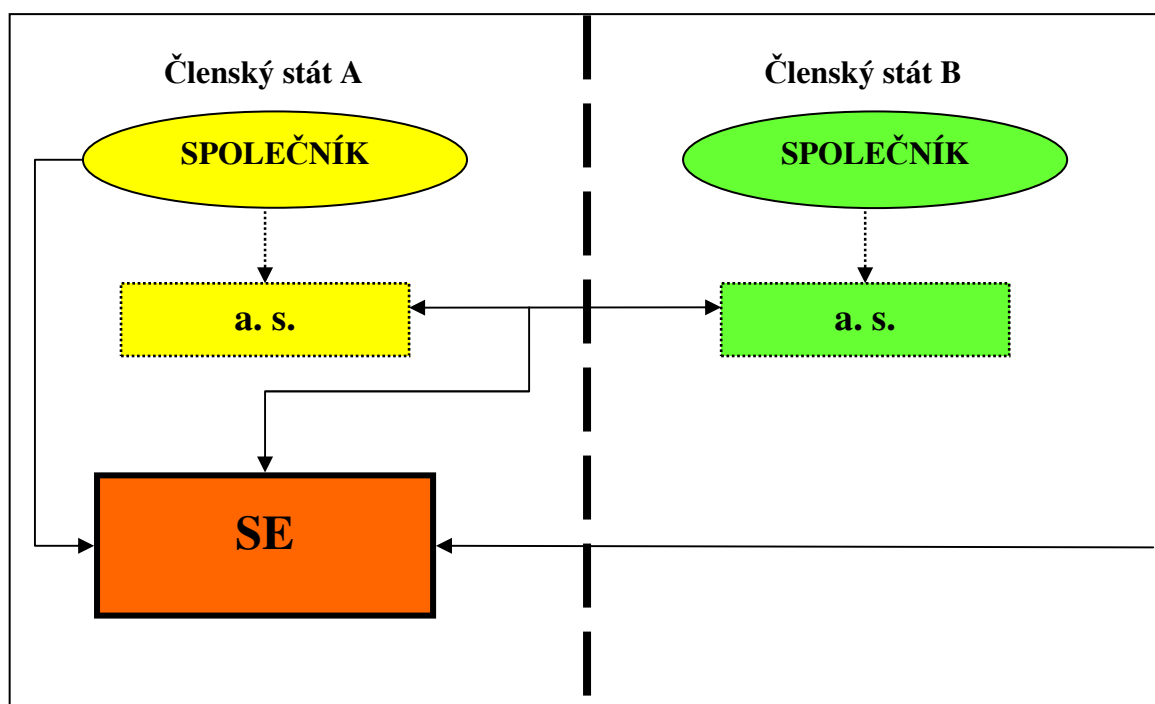 Členský stát A
Členský stát B
SPOLEČNÍK
SPOLEČNÍK
a. s.
a. s.
SE